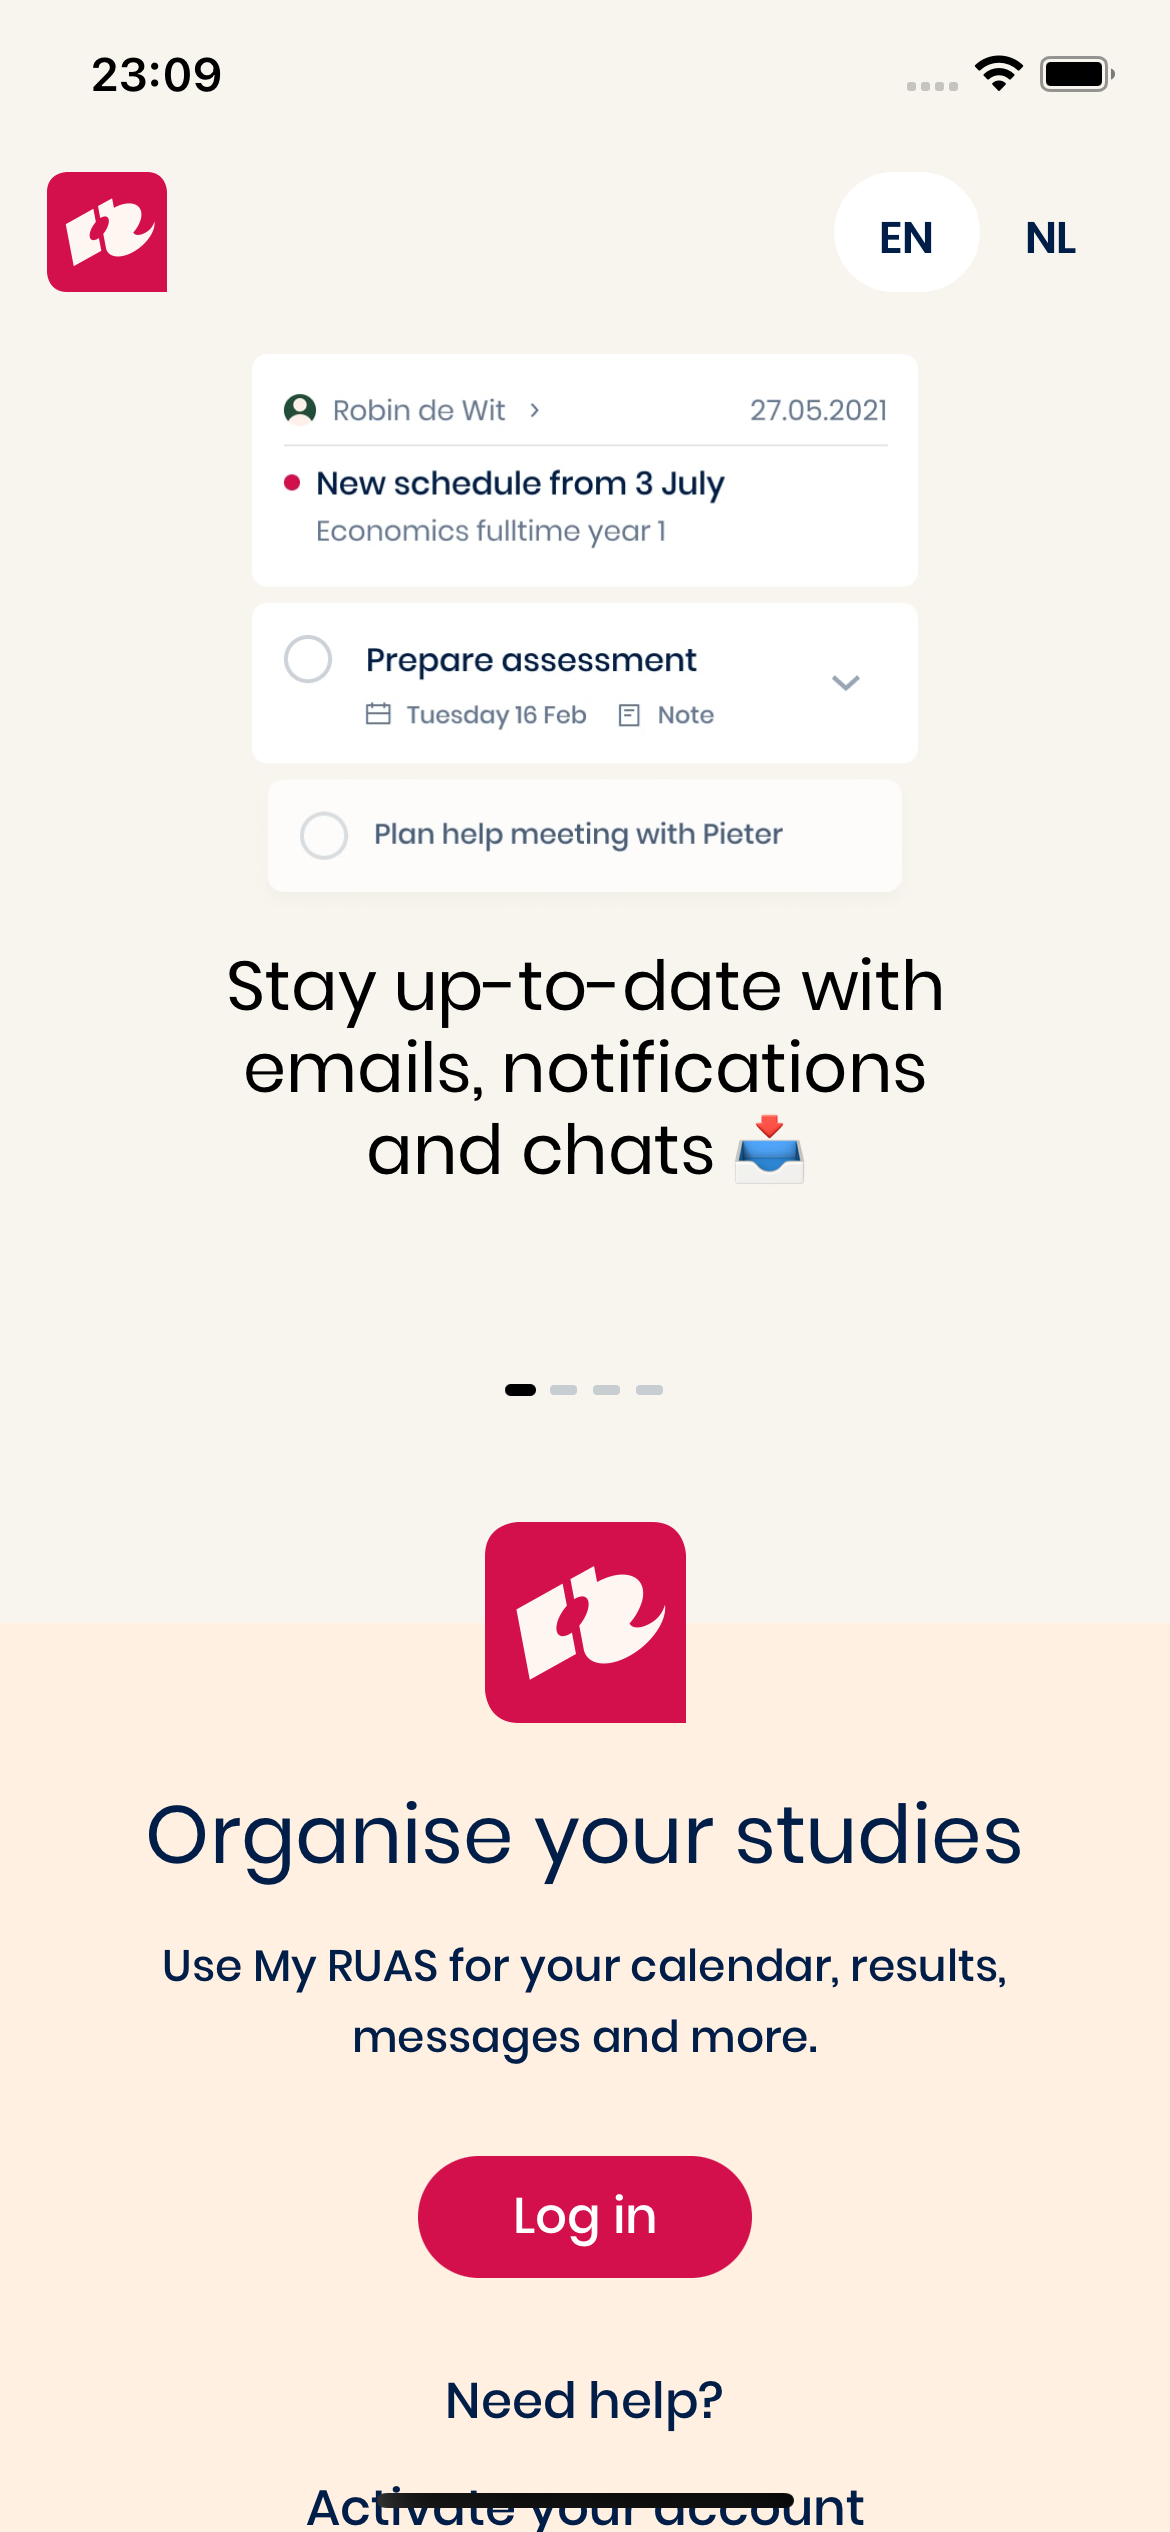 23:09
EN NL
Robin de Wit 27.05.2021
New schedule from 3 July
Economics fulltime year 1
Prepare assessment
Tuesday 16 Feb Note
Plan help meeting with Pieter
Stay up-to-date with
emails, notifications
and chats 📥
Organise your studies
Use My RUAS for your calendar, results,
messages and more.
Log in
Need help?
Activate your account